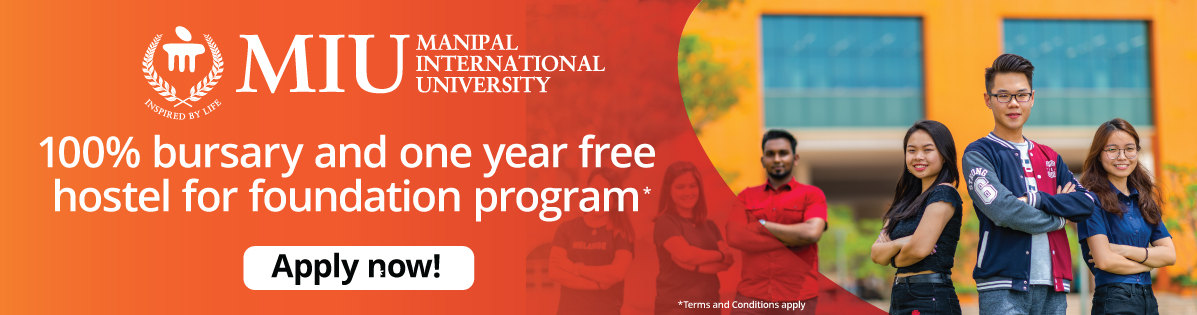 INSPIRED BY LIFE
MIU
MANIPAL
INTERNATIONAL
UNIVERSITY
100% bursary and one year free
hostel for foundation program*
Apply now!
*Terms and Conditions apply